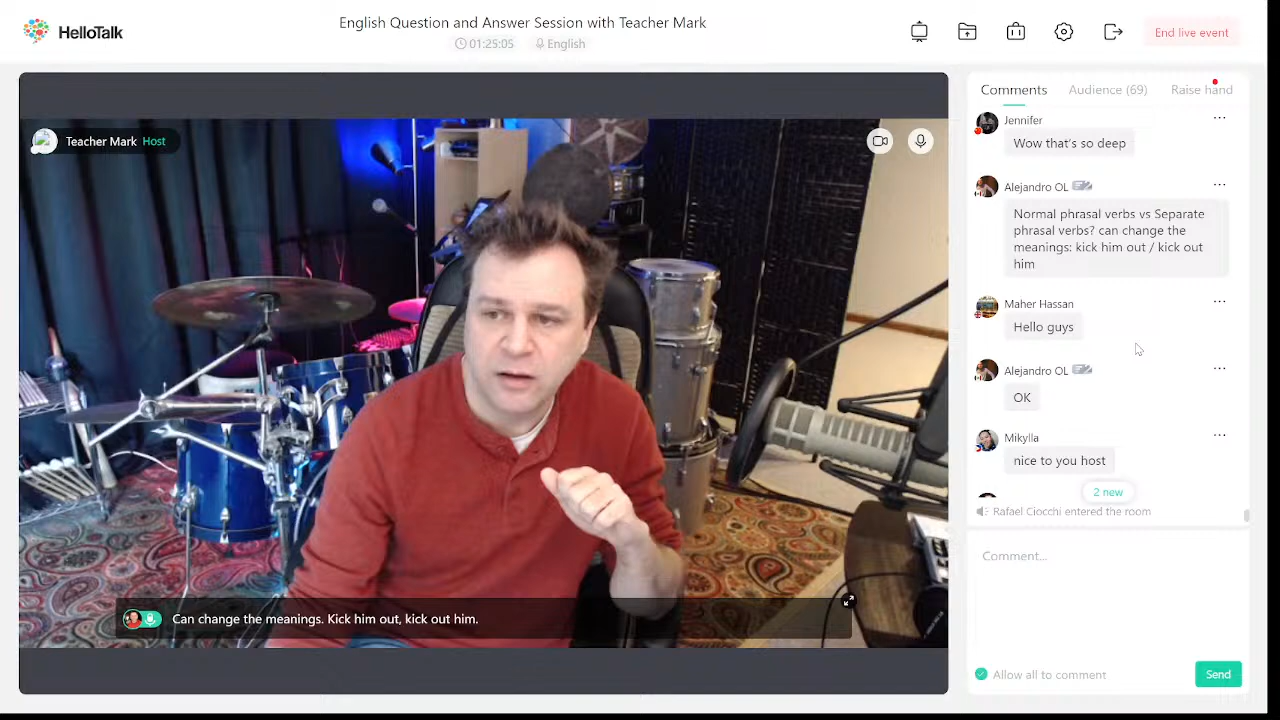 HelloTalk
English Question and Answer Session with Teacher Mark
01:25:05
English
End live event
Teacher Mark Host
Can change the meanings. Kick him out, kick out him.
Comments
Audience (69)
Raise hand
Jennifer
Wow that's so deep
Alejandro OL
Normal phrasal verbs vs Separate
phrasal verbs? can change the
meanings: kick him out / kick out
him
Maher Hassan
Hello guys
Alejandro OL
OK
Mikylla
nice to you host
2 new
Rafael Ciocchi entered the room
Comment...
Allow all to comment
Send